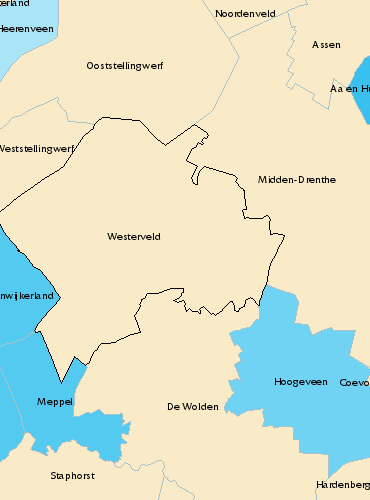 erland
Noordenveld
Heerenveen
Assen
Ooststellingwerf
Aa en Hu
Weststellingwerf
Midden-Drenthe
Westerveld
nwijkerland
Hoogeveen
Coevo
Meppel
De Wolden
Staphorst
Hardenberg